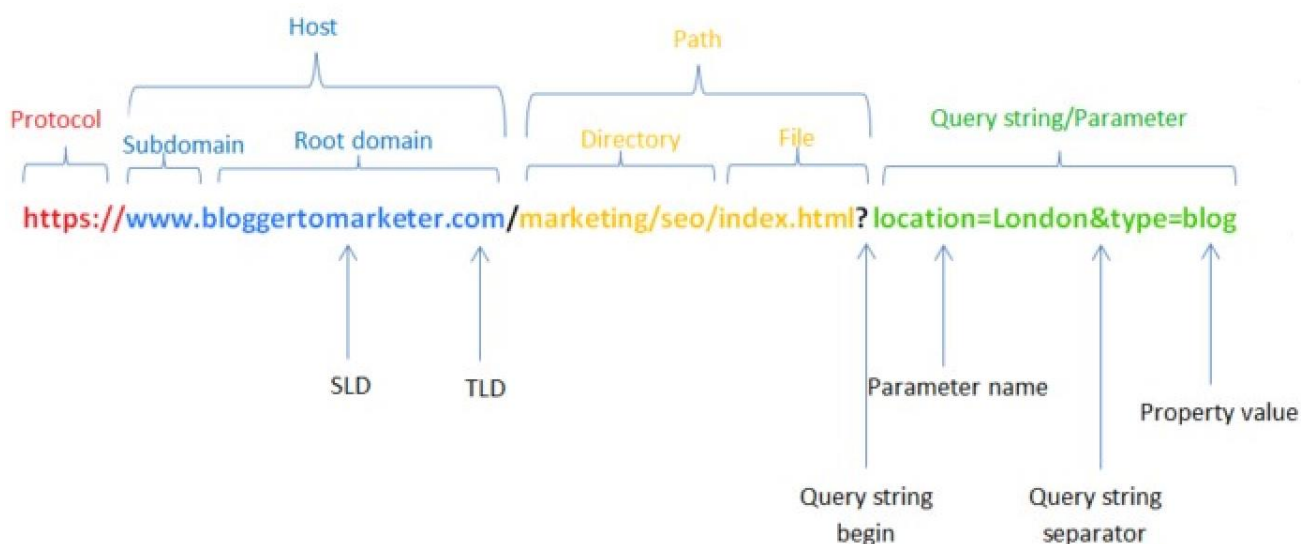 Host
Path
Protocol
Subdomain
Root domain
Directory
File
Query string/Parameter
https://www.bloggertomarketer.com/marketing/seo/index.html?location=London&type=blog
SLD
TLD
Parameter name
Property value
Query string
begin
Query string
separator